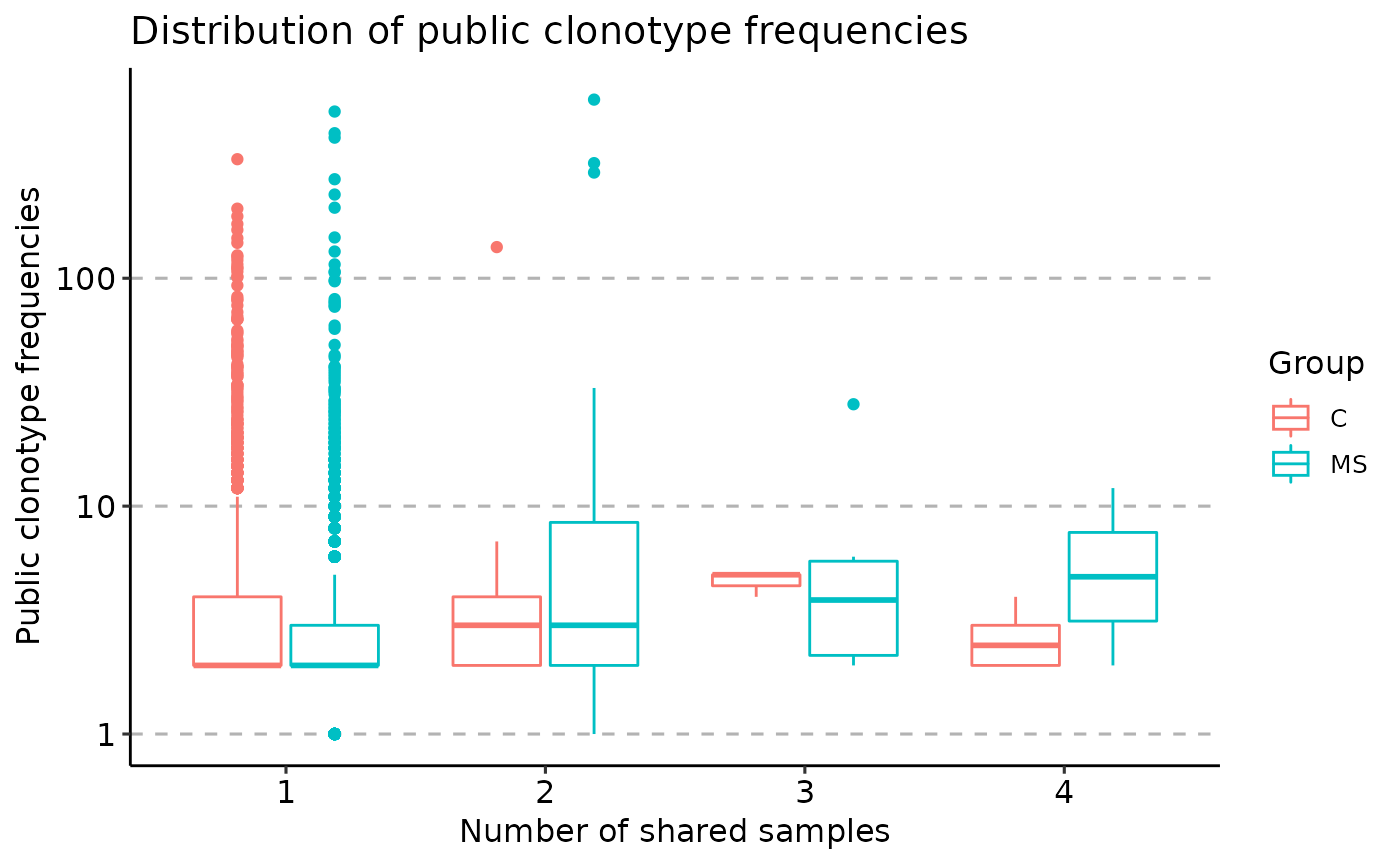 Distribution of public clonotype frequencies
Public clonotype frequencies
100
10
1
1 2 3 4
Number of shared samples
Group
C
MS